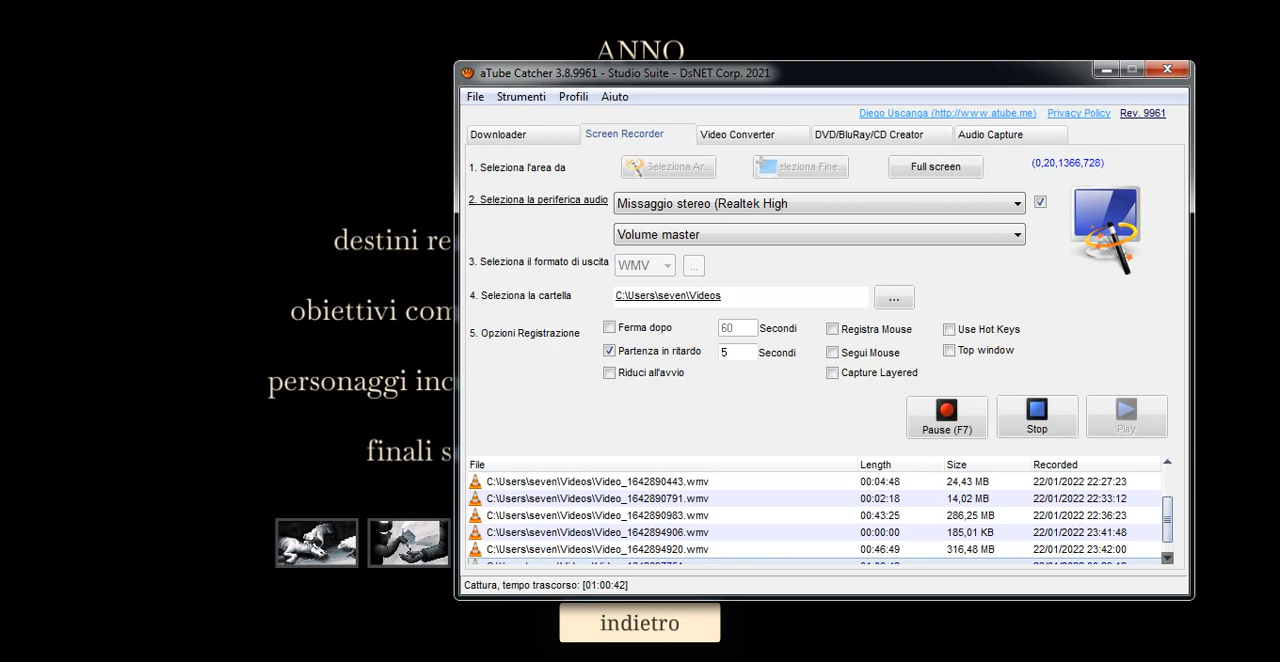 ANNO
aTube Catcher 3.8.9961 - Studio Suite - DsNET Corp. 2021
File Strumenti Profili Aiuto
Diego Uscanga (http://www.atube.me) Privacy Policy Rev. 9961
Downloader Screen Recorder Video Converter DVD/BluRay/CD Creator Audio Capture
1. Seleziona l'area da Seleziona Ar... eleziona Fine... Full screen (0,20,1366,728)
2. Seleziona la periferica audio Missaggio stereo (Realtek High
destini re
Volume master
3. Seleziona il formato di uscita WMV ...
4. Seleziona la cartella C:\Users\seven\Videos ...
obiettivi com
5. Opzioni Registrazione Ferma dopo 60 Secondi Registra Mouse Use Hot Keys
Partenza in ritardo 5 Secondi Segui Mouse Top window
Riduci all'avvio Capture Layered
personaggi inc
Pause (F7) Stop Play
finali s
File Length Size Recorded
C:\Users\seven\Videos\Video_1642890443.wmv 00:04:48 24,43 MB 22/01/2022 22:27:23
C:\Users\seven\Videos\Video_1642890791.wmv 00:02:18 14,02 MB 22/01/2022 22:33:12
C:\Users\seven\Videos\Video_1642890983.wmv 00:43:25 286,25 MB 22/01/2022 22:36:23
C:\Users\seven\Videos\Video_1642894906.wmv 00:00:00 185,01 KB 22/01/2022 23:41:48
C:\Users\seven\Videos\Video_1642894920.wmv 00:46:49 316,48 MB 22/01/2022 23:42:00
Cattura, tempo trascorso: [01:00:42]
indietro